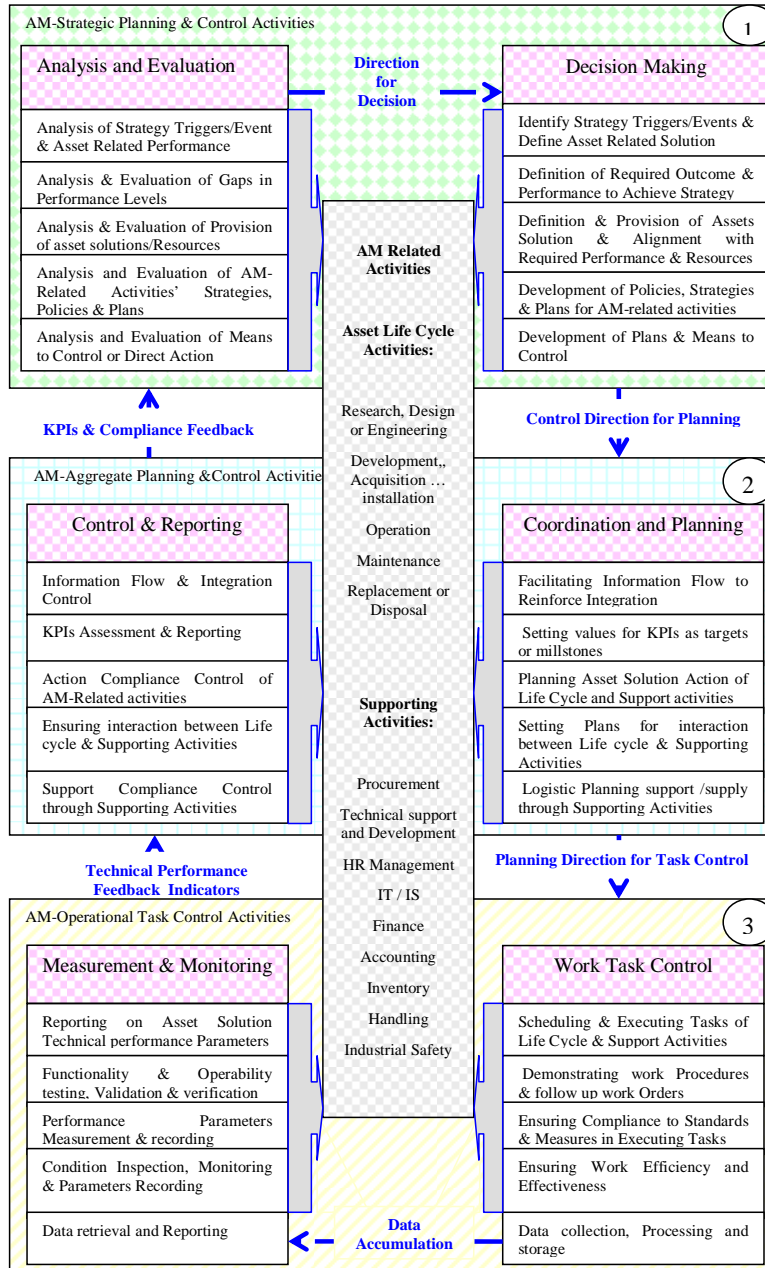 AM-Strategic Planning & Control Activities
1
Analysis and Evaluation
Direction
for
Decision
Decision Making
Analysis of Strategy Triggers/Event
& Asset Related Performance
Analysis & Evaluation of Gaps in
Performance Levels
Analysis & Evaluation of Provision
of asset solutions/Resources
Analysis and Evaluation of AM-
Related Activities’ Strategies,
Policies & Plans
Analysis and Evaluation of Means
to Control or Direct Action
Identify Strategy Triggers/Events &
Define Asset Related Solution
Definition of Required Outcome &
Performance to Achieve Strategy
Definition & Provision of Assets
Solution & Alignment with
Required Performance & Resources
Development of Policies, Strategies
& Plans for AM-related activities
Development of Plans & Means to
Control
AM Related
Activities
Asset Life Cycle
Activities:
Research, Design
or Engineering
Development,,
Acquisition …
installation
Operation
Maintenance
Replacement or
Disposal
Supporting
Activities:
Procurement
Technical support
and Development
HR Management
IT / IS
Finance
Accounting
Inventory
Handling
Industrial Safety
KPIs & Compliance Feedback
Control Direction for Planning
AM-Aggregate Planning &Control Activities
2
Control & Reporting
Coordination and Planning
Information Flow & Integration
Control
KPIs Assessment & Reporting
Action Compliance Control of
AM-Related activities
Ensuring interaction between Life
cycle & Supporting Activities
Support Compliance Control
through Supporting Activities
Facilitating Information Flow to
Reinforce Integration
Setting values for KPIs as targets
or millstones
Planning Asset Solution Action of
Life Cycle and Support activities
Setting Plans for interaction
between Life cycle & Supporting
Activities
Logistic Planning support /supply
through Supporting Activities
Technical Performance
Feedback Indicators
Planning Direction for Task Control
AM-Operational Task Control Activities
3
Measurement & Monitoring
Work Task Control
Reporting on Asset Solution
Technical performance Parameters
Functionality & Operability
testing, Validation & verification
Performance Parameters
Measurement & recording
Condition Inspection, Monitoring
& Parameters Recording
Data retrieval and Reporting
Scheduling & Executing Tasks of
Life Cycle & Support Activities
Demonstrating work Procedures
& follow up work Orders
Ensuring Compliance to Standards
& Measures in Executing Tasks
Ensuring Work Efficiency and
Effectiveness
Data collection, Processing and
storage
Data
Accumulation